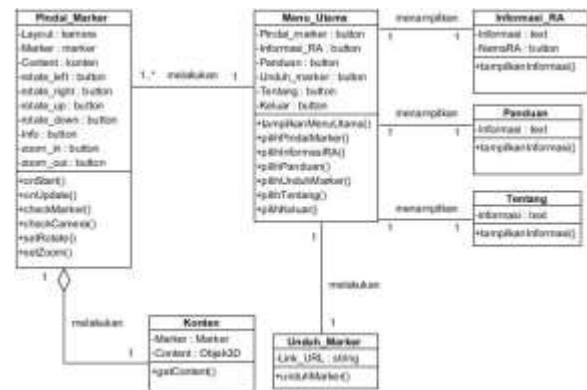 Pindai_Marker
-Layout : kamera
-Marker : marker
-Content : konten
-rotate_left : button
-rotate_right : button
-rotate_up : button
-rotate_down : button
-Info : button
-zoom_in : button
-zoom_out : button
+onStart()
+onUpdate()
+checkMarker()
+checkCamera()
+setRotate()
+setZoom()
1..*
melakukan
1
Menu_Utama
-Pindai_marker : button
-Informasi_RA : button
-Panduan : button
-Unduh_marker : button
-Tentang : button
-Keluar : button
+tampilkanMenuUtama()
+pilihPindaiMarker()
+pilihInformasiRA()
+pilihPanduan()
+pilihUnduhMarker()
+pilihTentang()
+pilihKeluar()
menampilkan
1
1
Informasi_RA
-Informasi : text
-NamaRA : button
+tampilkanInformasi()
menampilkan
1
1
Panduan
-Informasi : text
+tampilkanInformasi()
menampilkan
1
1
Tentang
-Informasi : text
+tampilkanInformasi()
1
melakukan
1
Konten
-Marker : Marker
-Content : Objek3D
+getContent()
1
melakukan
1
Unduh_Marker
-Link_URL : string
+unduhMarker()